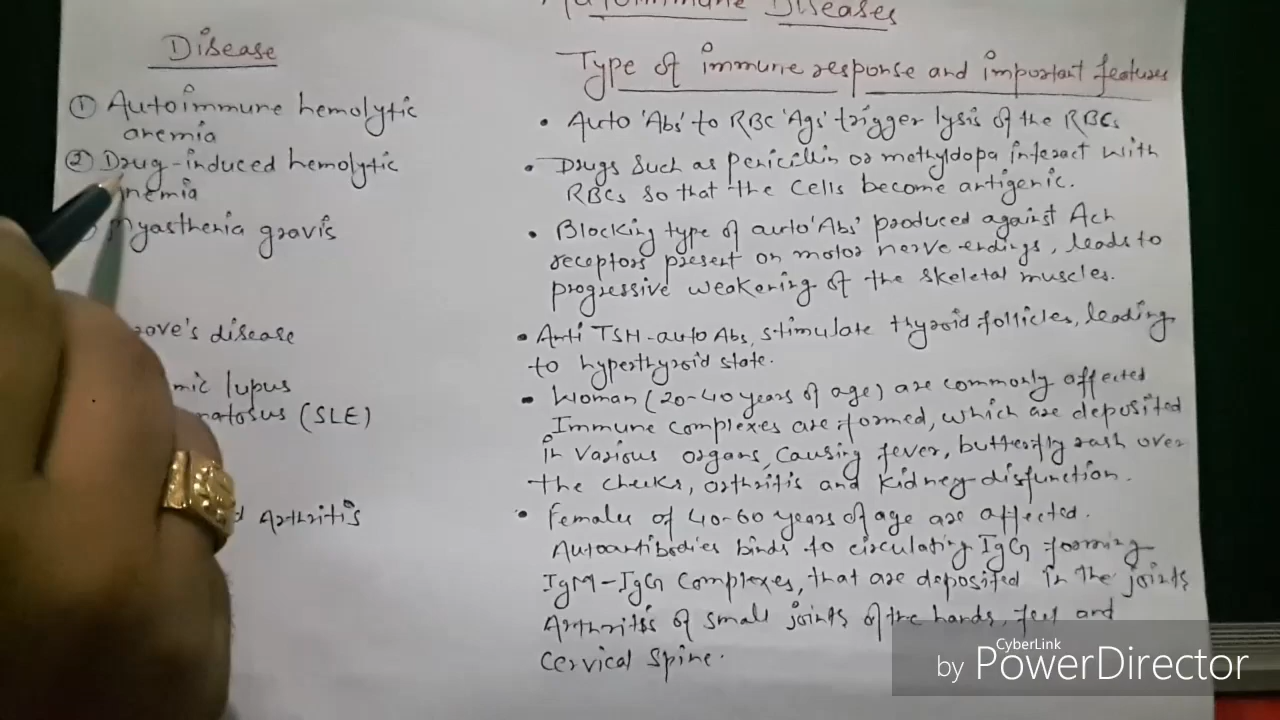 Autoimmune Diseases
Disease
Type of immune response and important features
① Autoimmune hemolytic
anemia
• Auto 'Abs' to RBC 'Ags' trigger lysis of the RBCs
② Drug-induced hemolytic
nemia
• Drugs such as penicillin or methyldopa interact with
RBCs so that the cells become antigenic.
Myasthenia gravis
• Blocking type of auto'Abs' produced against Ach
receptors present on motor nerve endings, leads to
progressive weakening of the skeletal muscles.
rave's disease
• Anti TSH-auto Abs, stimulate thyroid follicles, leading
to hyperthyroid state.
mic lupus
matosus (SLE)
• Woman (20-40 years of age) are commonly affected
Immune complexes are formed, which are deposited
in various organs, causing fever, butterfly rash over
the cheeks, arthritis and kidney disfunction.
d Arthritis
• Females of 40-60 years of age are affected.
Autoantibodies binds to circulating IgG forming
IgM-IgG complexes, that are deposited in the joints
Arthritis of small joints of the hands, feet and
cervical spine.
CyberLink
by PowerDirector